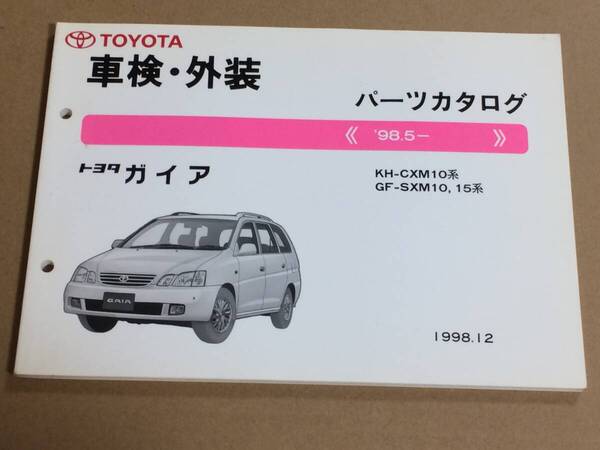 TOYOTA
車検・外装
パーツカタログ
《 '98.5− 》
トヨタ ガイア
KH-CXM10系
GF-SXM10, 15系
GAIA
1998.12